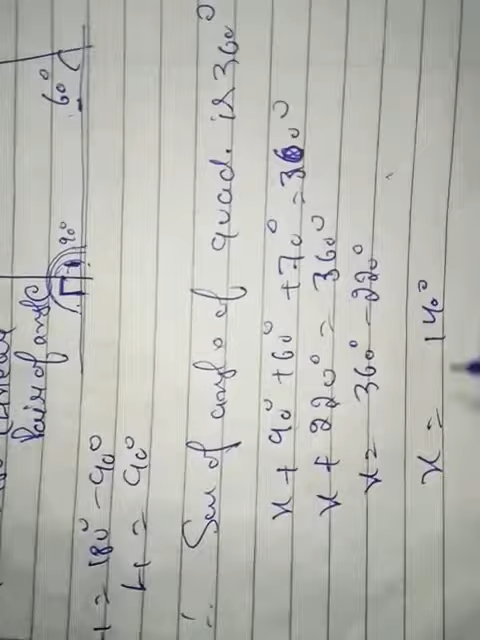 60°
90°
(Linear
Pair of angle)
1 = 180° - 90°
= 90°
∴ Sum of angles of quad. is 360°
x + 90° + 60° + 70° = 360°
x + 220° = 360°
x = 360° - 220°
x = 140°